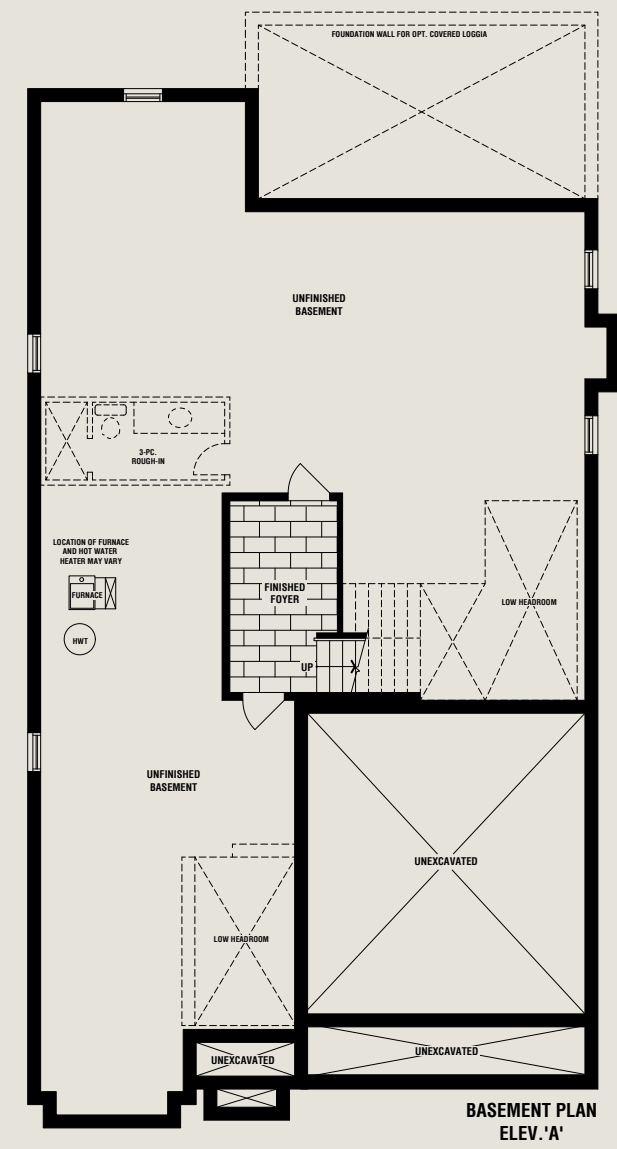 FOUNDATION WALL FOR OPT. COVERED LOGGIA
UNFINISHED
BASEMENT
3-PC.
ROUGH-IN
LOCATION OF FURNACE
AND HOT WATER
HEATER MAY VARY
FURNACE
HWT
FINISHED
FOYER
LOW HEADROOM
UP
UNFINISHED
BASEMENT
UNEXCAVATED
LOW HEADROOM
UNEXCAVATED
UNEXCAVATED
BASEMENT PLAN
ELEV.'A'